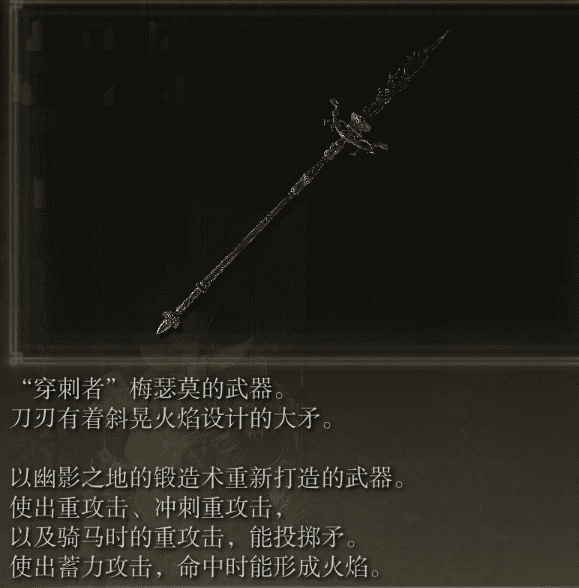 “穿刺者”梅瑟莫的武器。
刀刃有着斜晃火焰设计的大矛。
以幽影之地的锻造术重新打造的武器。
使出重攻击、冲刺重攻击，
以及骑马时的重攻击，能投掷矛。
使出蓄力攻击，命中时能形成火焰。